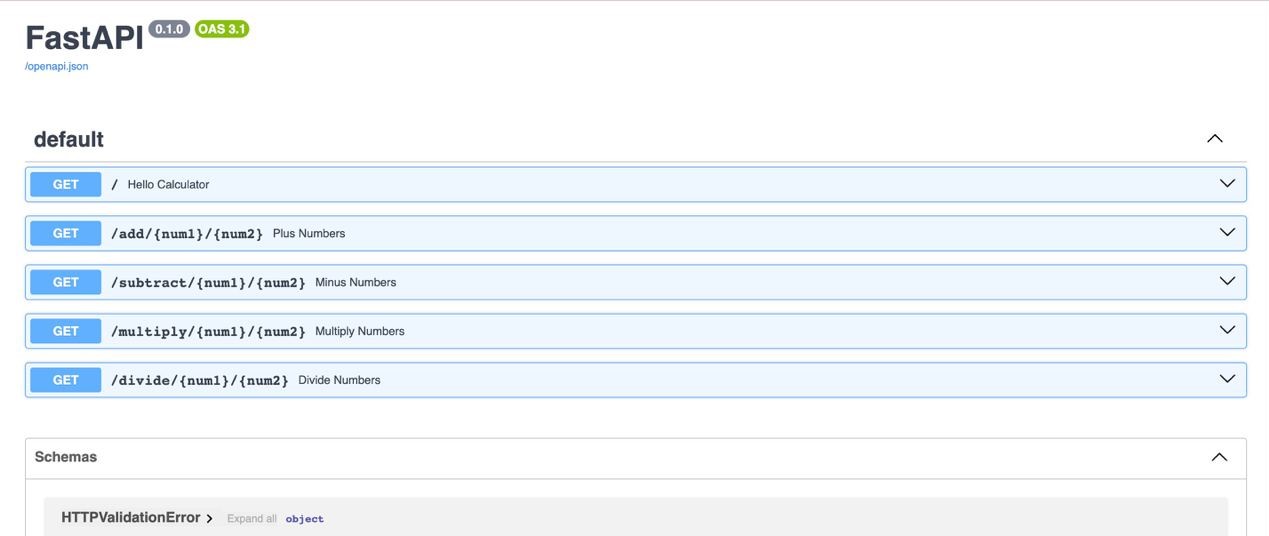 FastAPI 0.1.0 OAS 3.1
/openapi.json
default
GET / Hello Calculator
GET /add/{num1}/{num2} Plus Numbers
GET /subtract/{num1}/{num2} Minus Numbers
GET /multiply/{num1}/{num2} Multiply Numbers
GET /divide/{num1}/{num2} Divide Numbers
Schemas
HTTPValidationError Expand all object